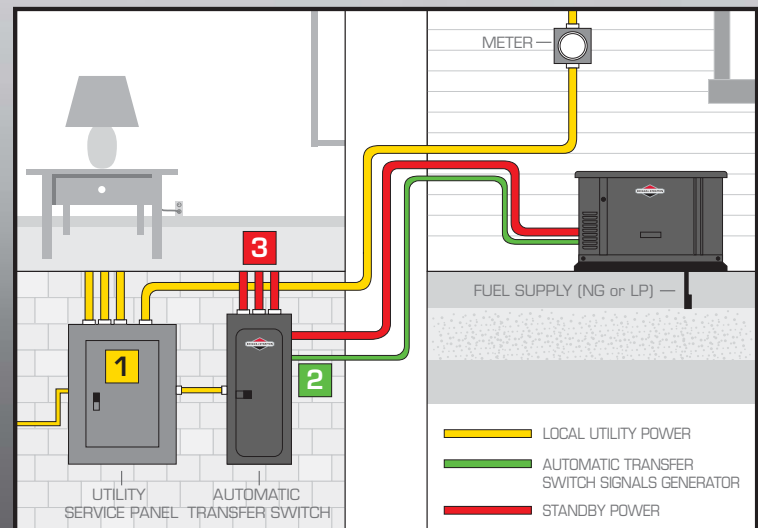 METER
3
FUEL SUPPLY (NG or LP)
1
2
LOCAL UTILITY POWER
AUTOMATIC TRANSFER
SWITCH SIGNALS GENERATOR
STANDBY POWER
UTILITY
SERVICE PANEL
AUTOMATIC
TRANSFER SWITCH